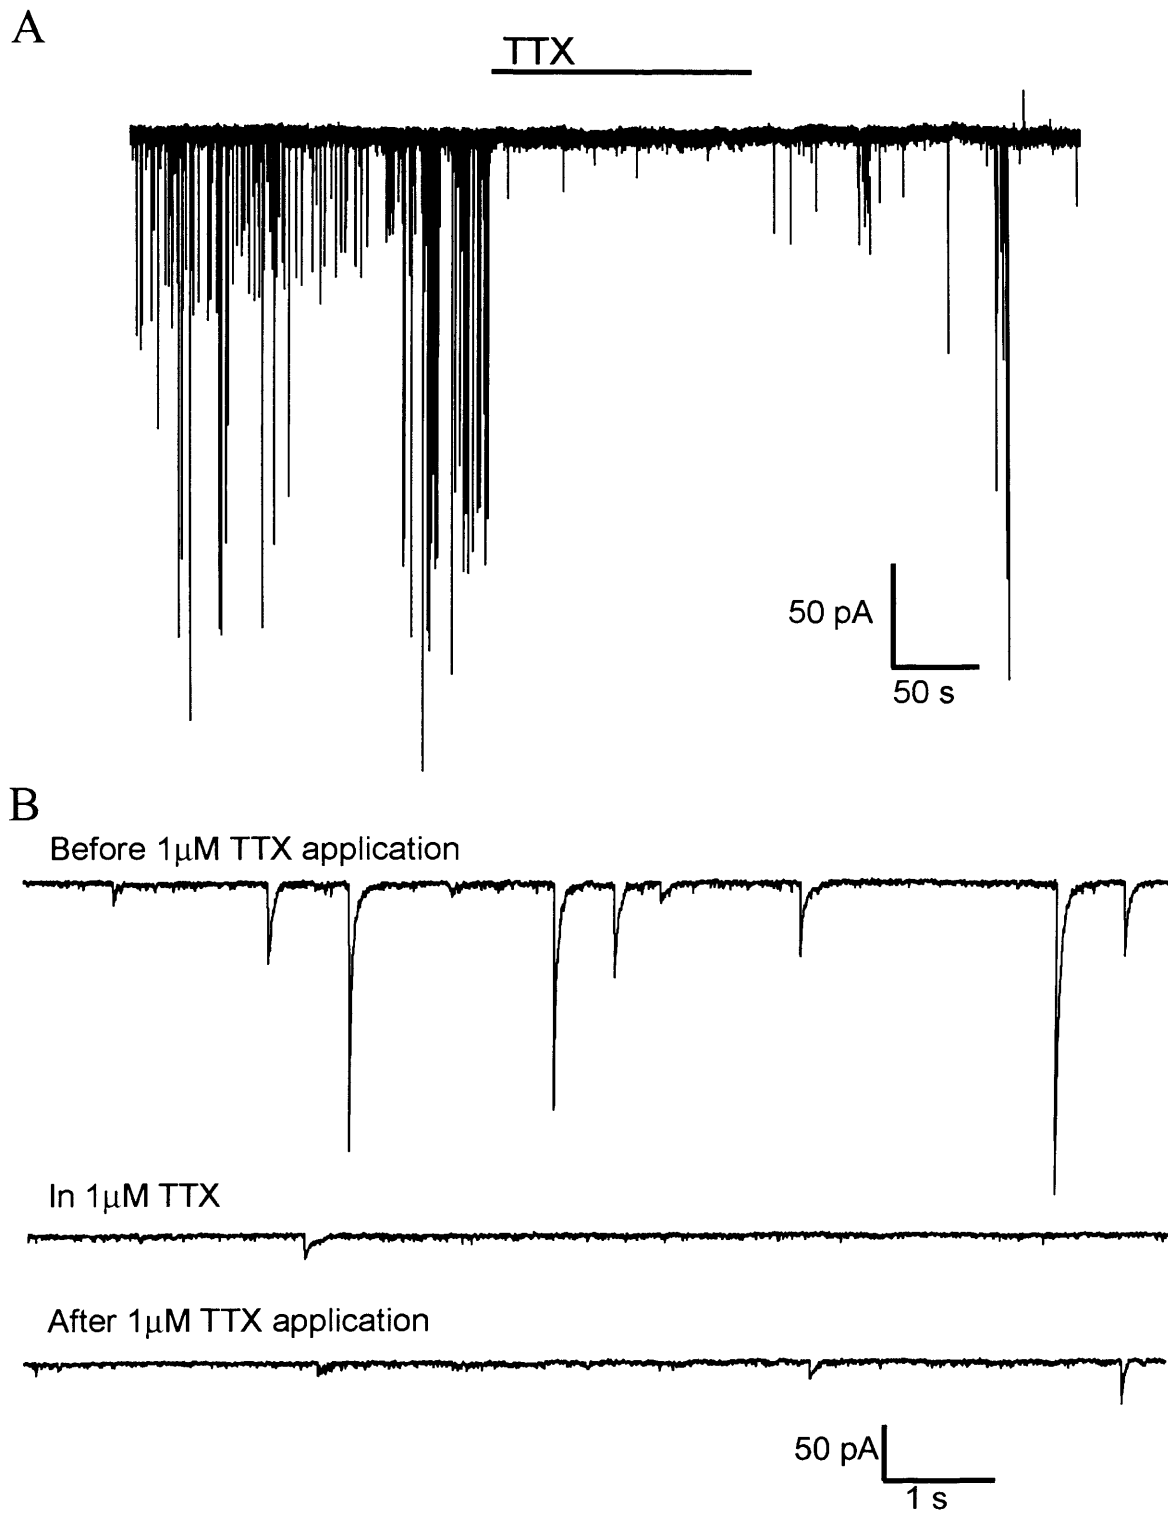 A
TTX
50 pA
50 s
B
Before 1μM TTX application
In 1μM TTX
After 1μM TTX application
50 pA
1 s